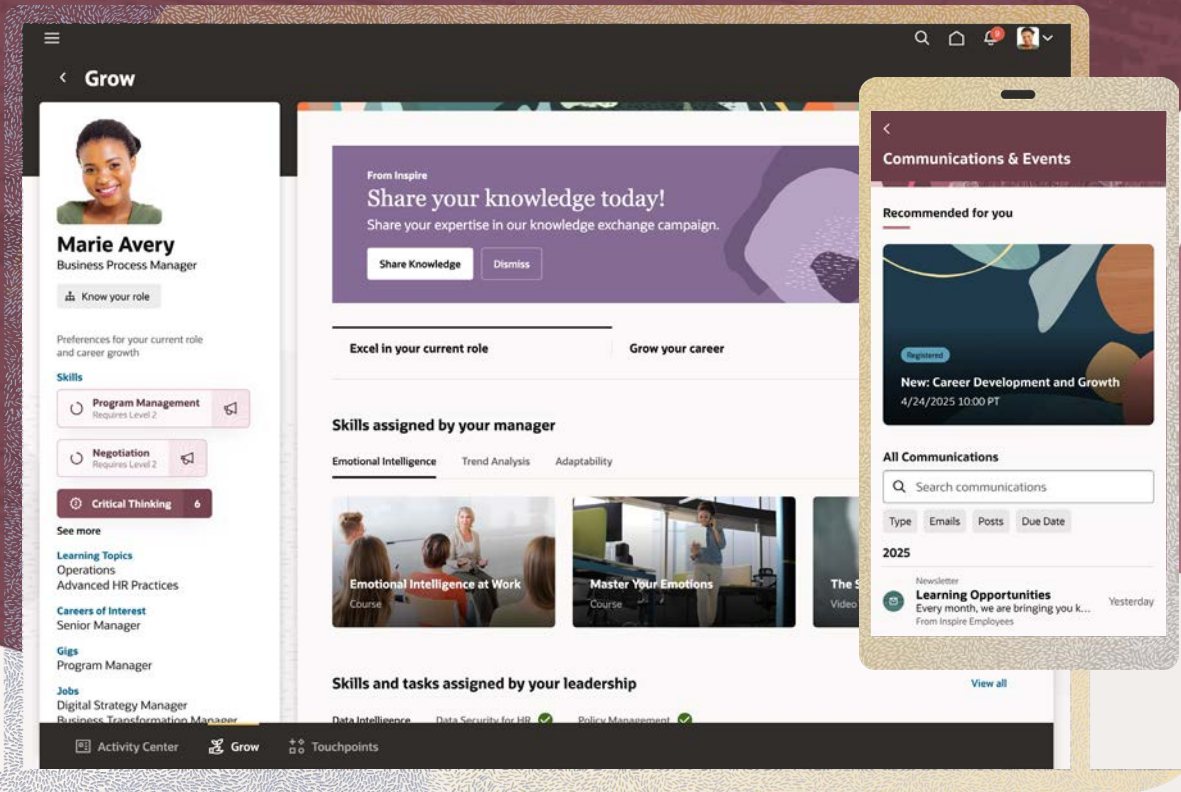 9
Grow
Marie Avery
Business Process Manager
Know your role
Preferences for your current role
and career growth
Skills
Program Management
Requires Level 2
Negotiation
Requires Level 2
Critical Thinking 6
See more
Learning Topics
Operations
Advanced HR Practices
Careers of Interest
Senior Manager
Gigs
Program Manager
Jobs
Digital Strategy Manager
Business Transformation Manager
From Inspire
Share your knowledge today!
Share your expertise in our knowledge exchange campaign.
Share Knowledge Dismiss
Excel in your current role Grow your career
Skills assigned by your manager
Emotional Intelligence Trend Analysis Adaptability
Emotional Intelligence at Work
Course
Master Your Emotions
Course
The
Video
Skills and tasks assigned by your leadership View all
Data Intelligence Data Security for HR Policy Management
Activity Center Grow Touchpoints
Communications & Events
Recommended for you
Registered
New: Career Development and Growth
4/24/2025 10:00 PT
All Communications
Search communications
Type Emails Posts Due Date
2025
Newsletter
Learning Opportunities
Every month, we are bringing you k...
From Inspire Employees
Yesterday